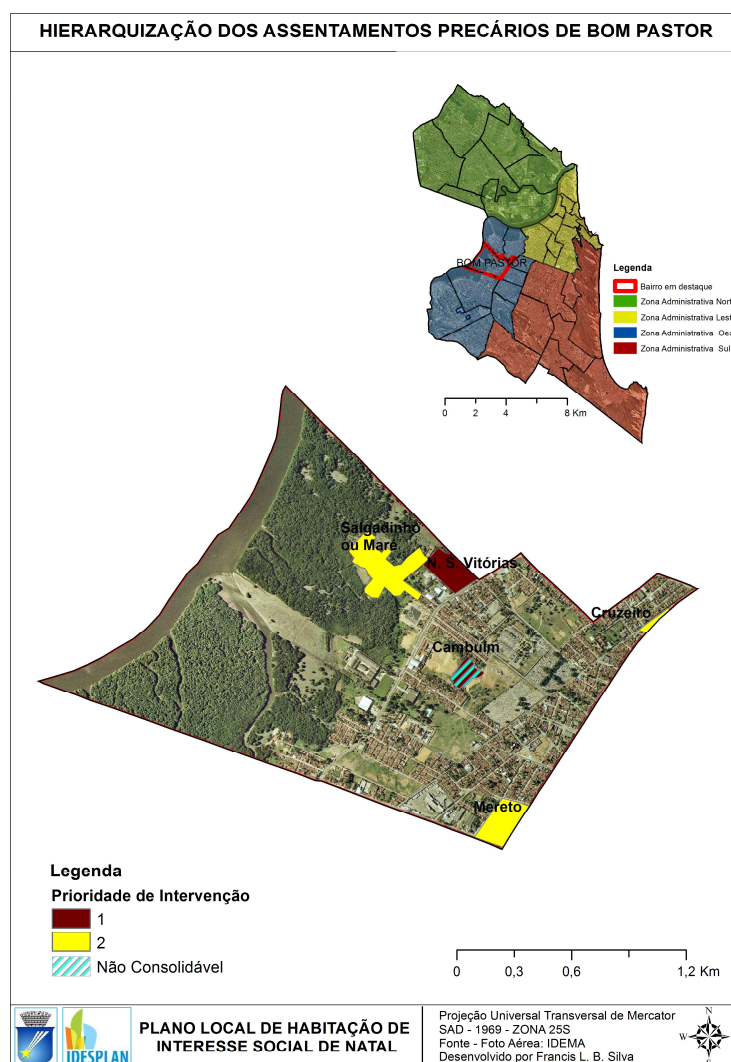 HIERARQUIZAÇÃO DOS ASSENTAMENTOS PRECÁRIOS DE BOM PASTOR
BOM PASTOR
Legenda
Bairro em destaque
Zona Administrativa Nort
Zona Administrativa Lest
Zona Administrativa Oes
Zona Administrativa Sul
0 2 4 8 Km
Salgadinho
ou Maré
N. S. Vitórias
Cruzeiro
Cambuim
Mereto
Legenda
Prioridade de Intervenção
1
2
Não Consolidável
0 0,3 0,6 1,2 Km
IDESPLAN
PLANO LOCAL DE HABITAÇÃO DE
INTERESSE SOCIAL DE NATAL
Projeção Universal Transversal de Mercator
SAD - 1969 - ZONA 25S
Fonte - Foto Aérea: IDEMA
Desenvolvido por Francis L. B. Silva
N
W
E
S